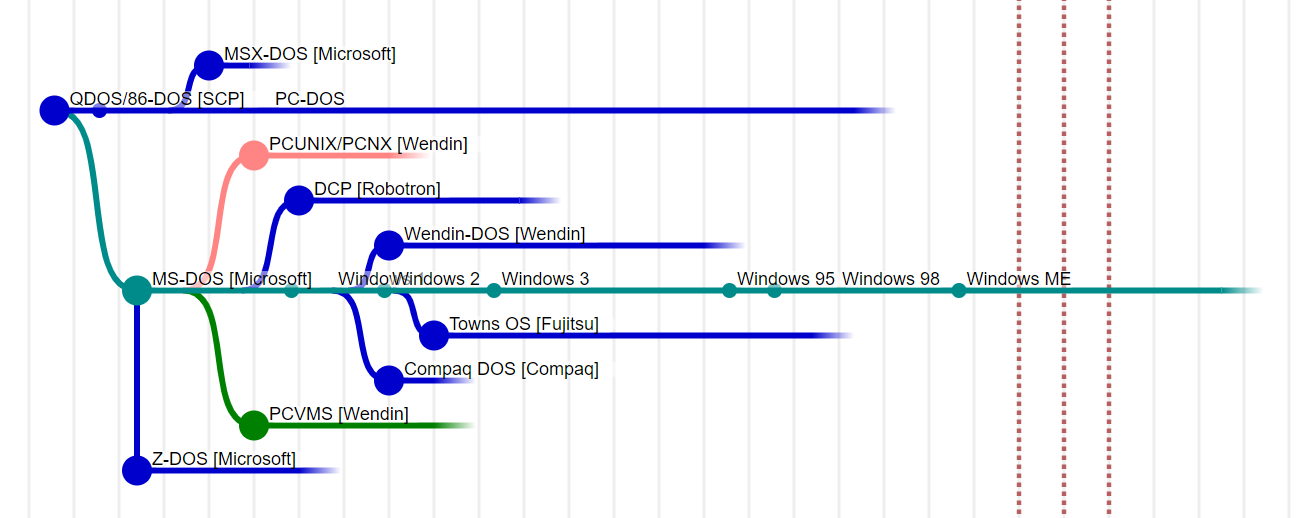 MSX-DOS [Microsoft]
QDOS/86-DOS [SCP] PC-DOS
PCUNIX/PCNX [Wendin]
DCP [Robotron]
Wendin-DOS [Wendin]
MS-DOS [Microsoft] Windows Windows 2 Windows 3 Windows 95 Windows 98 Windows ME
Towns OS [Fujitsu]
Compaq DOS [Compaq]
PCVMS [Wendin]
Z-DOS [Microsoft]